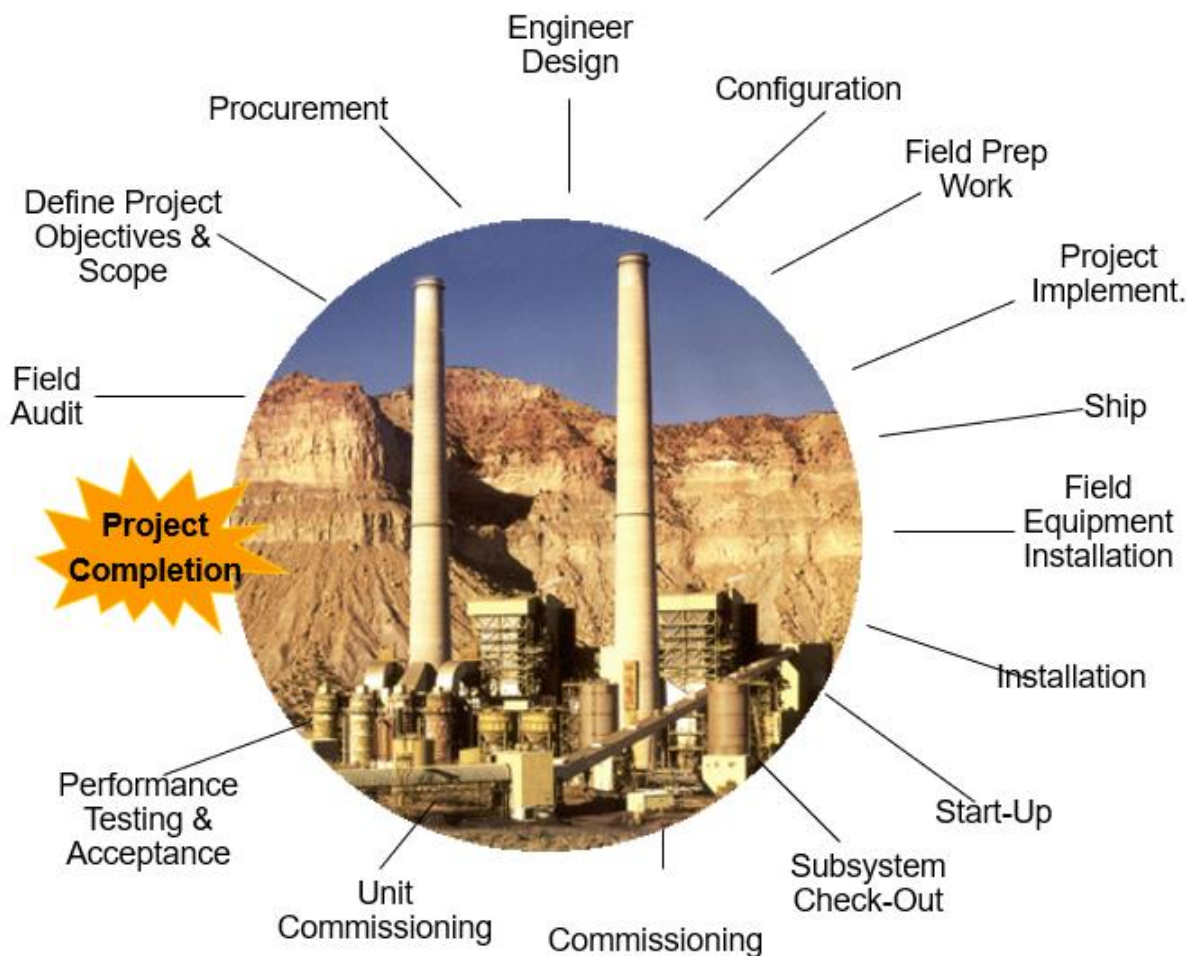 Engineer
Design
Configuration
Procurement
Field Prep
Work
Define Project
Objectives &
Scope
Project
Implement.
Field
Audit
Ship
Project
Completion
Field
Equipment
Installation
Installation
Performance
Testing &
Acceptance
Start-Up
Subsystem
Check-Out
Unit
Commissioning
Commissioning